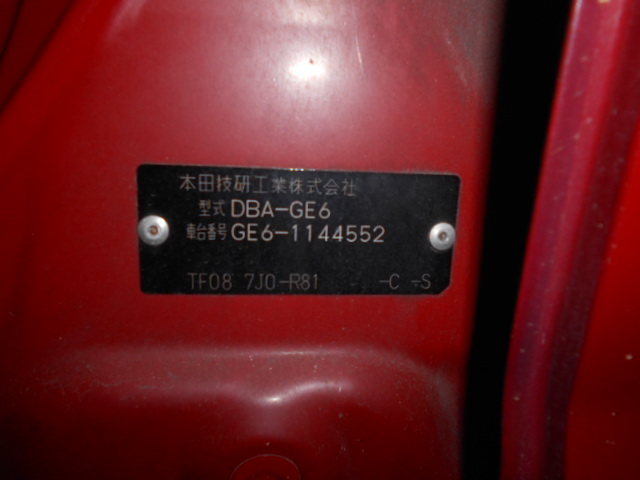 本田技研工業株式会社
型式 DBA-GE6
車台番号 GE6-1144552
TF08 7J0-R81 -C -S